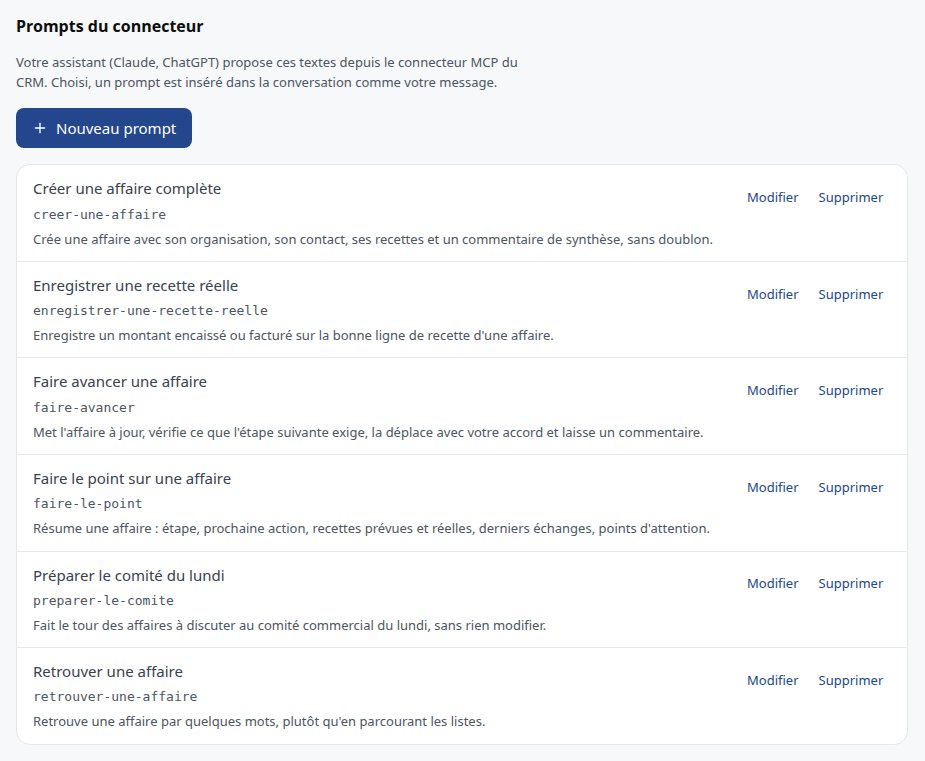 Prompts du connecteur
Votre assistant (Claude, ChatGPT) propose ces textes depuis le connecteur MCP du
CRM. Choisi, un prompt est inséré dans la conversation comme votre message.
+ Nouveau prompt
Créer une affaire complète
Modifier Supprimer
creer-une-affaire
Crée une affaire avec son organisation, son contact, ses recettes et un commentaire de synthèse, sans doublon.
Enregistrer une recette réelle
Modifier Supprimer
enregistrer-une-recette-reelle
Enregistre un montant encaissé ou facturé sur la bonne ligne de recette d'une affaire.
Faire avancer une affaire
Modifier Supprimer
faire-avancer
Met l'affaire à jour, vérifie ce que l'étape suivante exige, la déplace avec votre accord et laisse un commentaire.
Faire le point sur une affaire
Modifier Supprimer
faire-le-point
Résume une affaire : étape, prochaine action, recettes prévues et réelles, derniers échanges, points d'attention.
Préparer le comité du lundi
Modifier Supprimer
preparer-le-comite
Fait le tour des affaires à discuter au comité commercial du lundi, sans rien modifier.
Retrouver une affaire
Modifier Supprimer
retrouver-une-affaire
Retrouve une affaire par quelques mots, plutôt qu'en parcourant les listes.